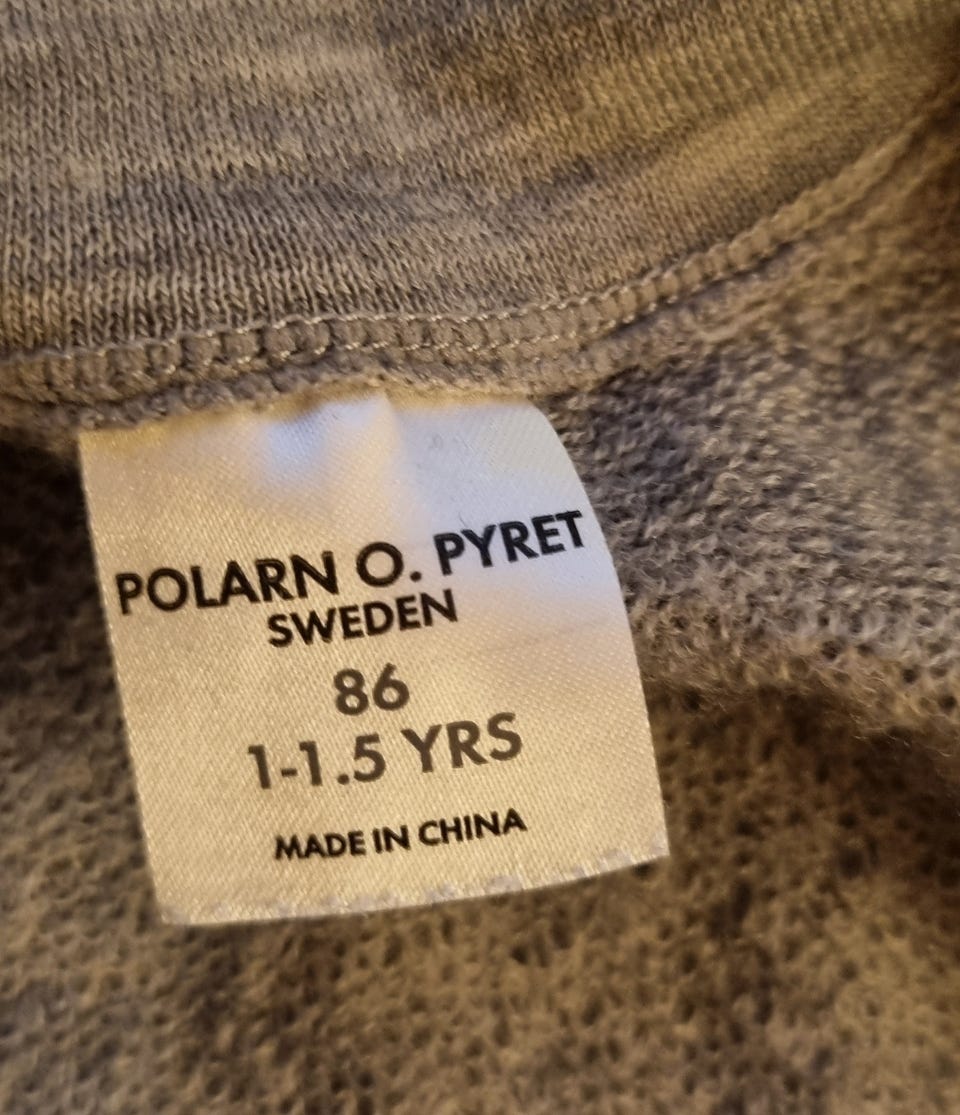 POLARN O. PYRET
SWEDEN
86
1-1.5 YRS
MADE IN CHINA